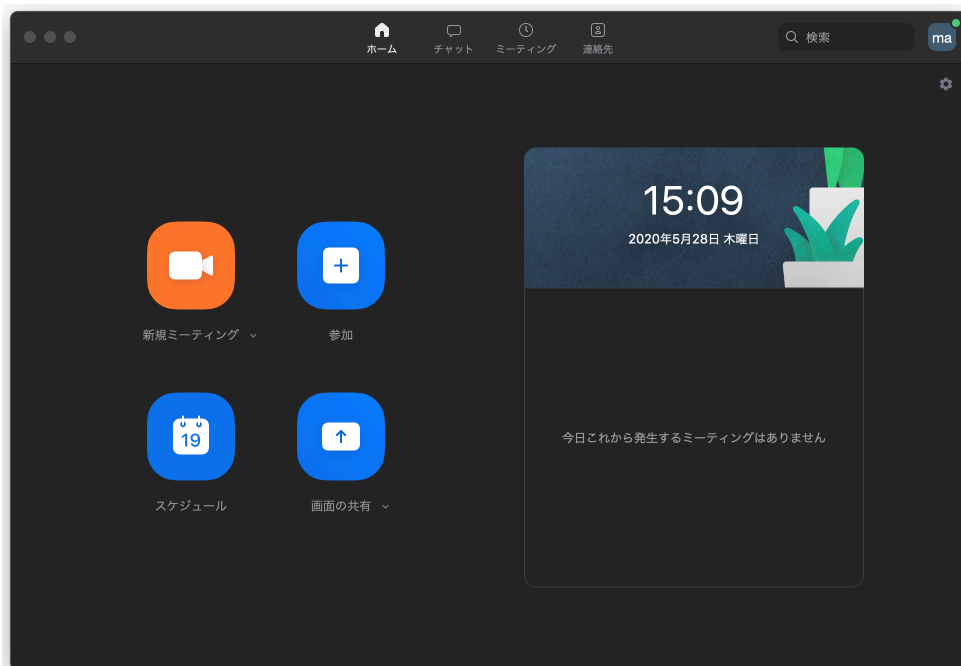 ホーム
チャット
ミーティング
連絡先
検索
ma
15:09
2020年5月28日 木曜日
新規ミーティング
参加
19
スケジュール
画面の共有
今日これから発生するミーティングはありません